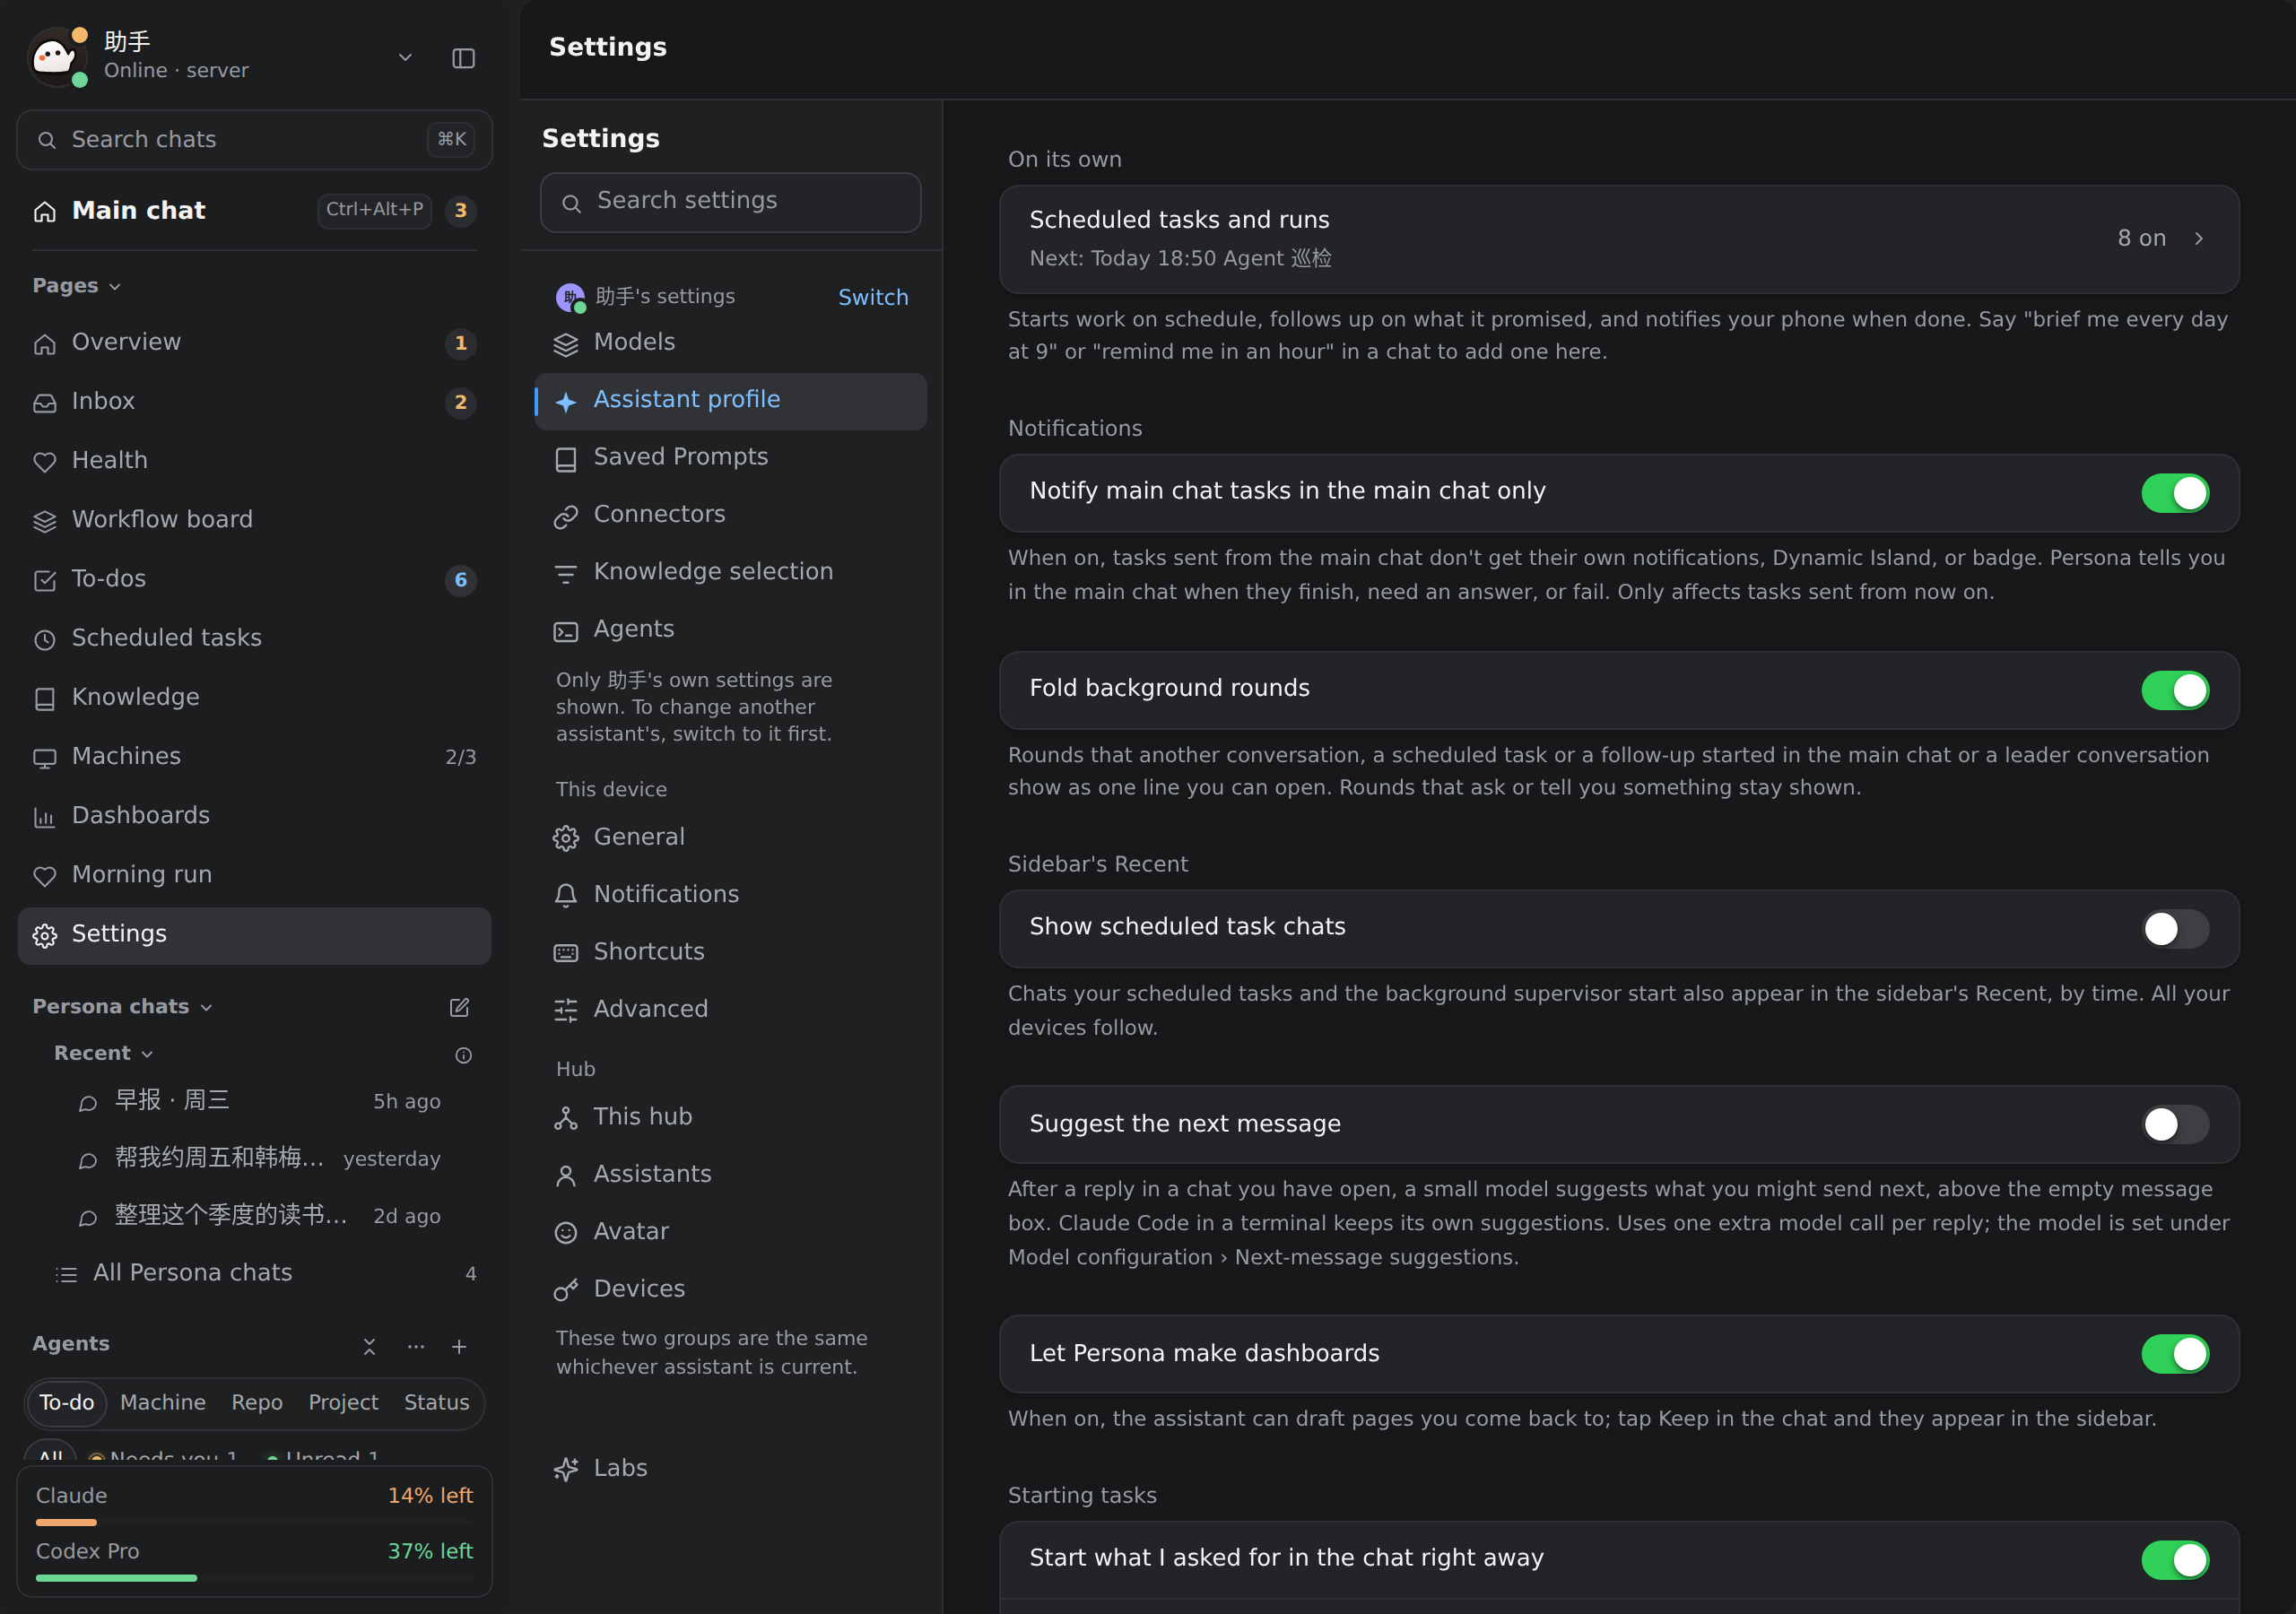 助手
Online · server
Search chats
⌘K
Main chat
Ctrl+Alt+P
3
Pages
Overview
1
Inbox
2
Health
Workflow board
To-dos
6
Scheduled tasks
Knowledge
Machines
2/3
Dashboards
Morning run
Settings
Persona chats
Recent
早报 · 周三
5h ago
帮我约周五和韩梅...
yesterday
整理这个季度的读书...
2d ago
All Persona chats
4
Agents
To-do
Machine
Repo
Project
Status
All
Needs you 1
Unread 1
Claude
14% left
Codex Pro
37% left
Settings
Settings
Search settings
助
助手's settings
Switch
Models
Assistant profile
Saved Prompts
Connectors
Knowledge selection
Agents
Only 助手's own settings are
shown. To change another
assistant's, switch to it first.
This device
General
Notifications
Shortcuts
Advanced
Hub
This hub
Assistants
Avatar
Devices
These two groups are the same
whichever assistant is current.
Labs
On its own
Scheduled tasks and runs
Next: Today 18:50 Agent 巡检
8 on
Starts work on schedule, follows up on what it promised, and notifies your phone when done. Say "brief me every day
at 9" or "remind me in an hour" in a chat to add one here.
Notifications
Notify main chat tasks in the main chat only
When on, tasks sent from the main chat don't get their own notifications, Dynamic Island, or badge. Persona tells you
in the main chat when they finish, need an answer, or fail. Only affects tasks sent from now on.
Fold background rounds
Rounds that another conversation, a scheduled task or a follow-up started in the main chat or a leader conversation
show as one line you can open. Rounds that ask or tell you something stay shown.
Sidebar's Recent
Show scheduled task chats
Chats your scheduled tasks and the background supervisor start also appear in the sidebar's Recent, by time. All your
devices follow.
Suggest the next message
After a reply in a chat you have open, a small model suggests what you might send next, above the empty message
box. Claude Code in a terminal keeps its own suggestions. Uses one extra model call per reply; the model is set under
Model configuration › Next-message suggestions.
Let Persona make dashboards
When on, the assistant can draft pages you come back to; tap Keep in the chat and they appear in the sidebar.
Starting tasks
Start what I asked for in the chat right away